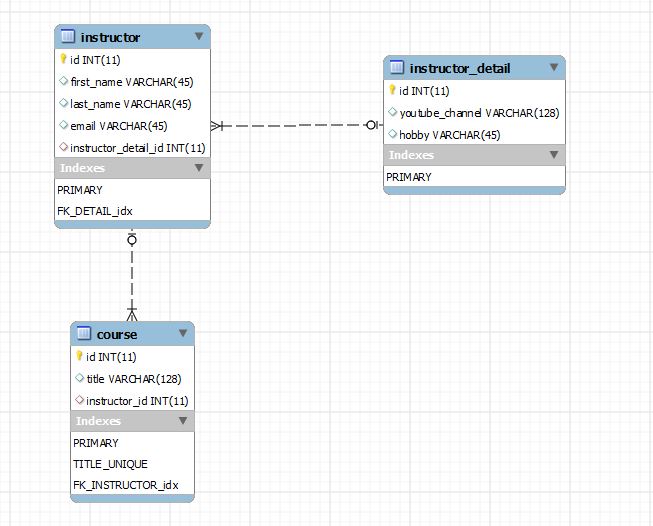 instructor
id INT(11)
first_name VARCHAR(45)
last_name VARCHAR(45)
email VARCHAR(45)
instructor_detail_id INT(11)
Indexes
PRIMARY
FK_DETAIL_idx
instructor_detail
id INT(11)
youtube_channel VARCHAR(128)
hobby VARCHAR(45)
Indexes
PRIMARY
course
id INT(11)
title VARCHAR(128)
instructor_id INT(11)
Indexes
PRIMARY
TITLE_UNIQUE
FK_INSTRUCTOR_idx